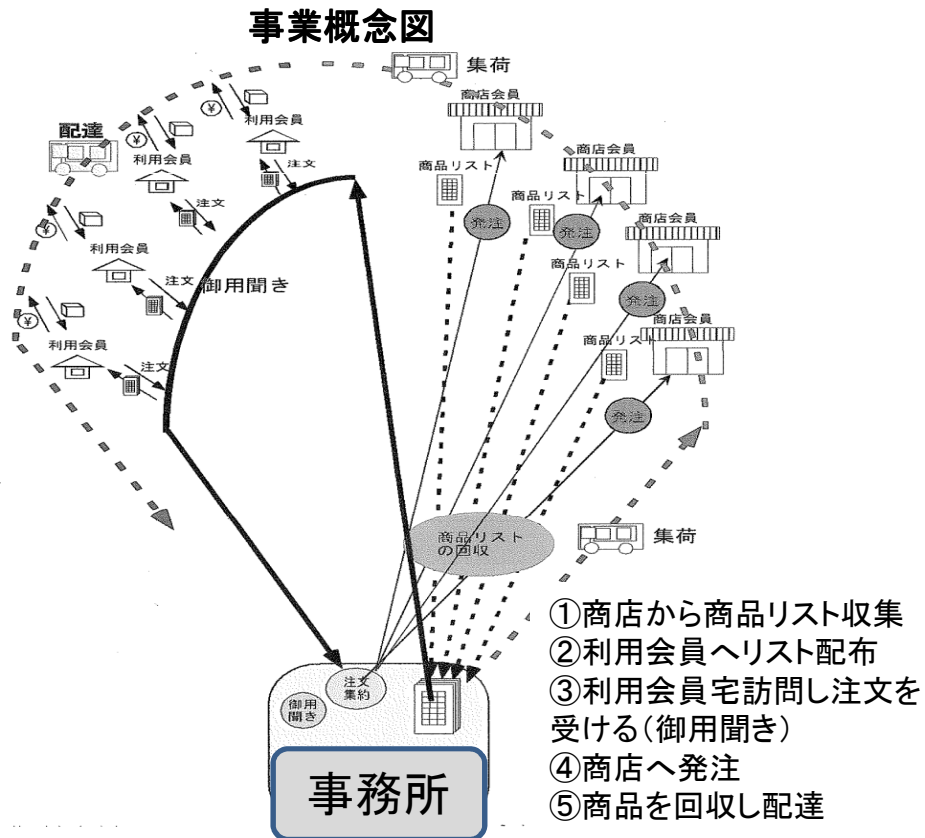 事業概念図
集荷
商店会員
配達
¥
利用会員
¥
利用会員
注文
商品リスト
発注
商店会員
商品リスト
発注
注文
¥
利用会員
注文
御用聞き
商店会員
商品リスト
発注
¥
利用会員
注文
商店会員
商品リスト
発注
商品リスト
の回収
集荷
注文
集約
御用
聞き
事務所
①商店から商品リスト収集
②利用会員へリスト配布
③利用会員宅訪問し注文を
受ける（御用聞き）
④商店へ発注
⑤商品を回収し配達